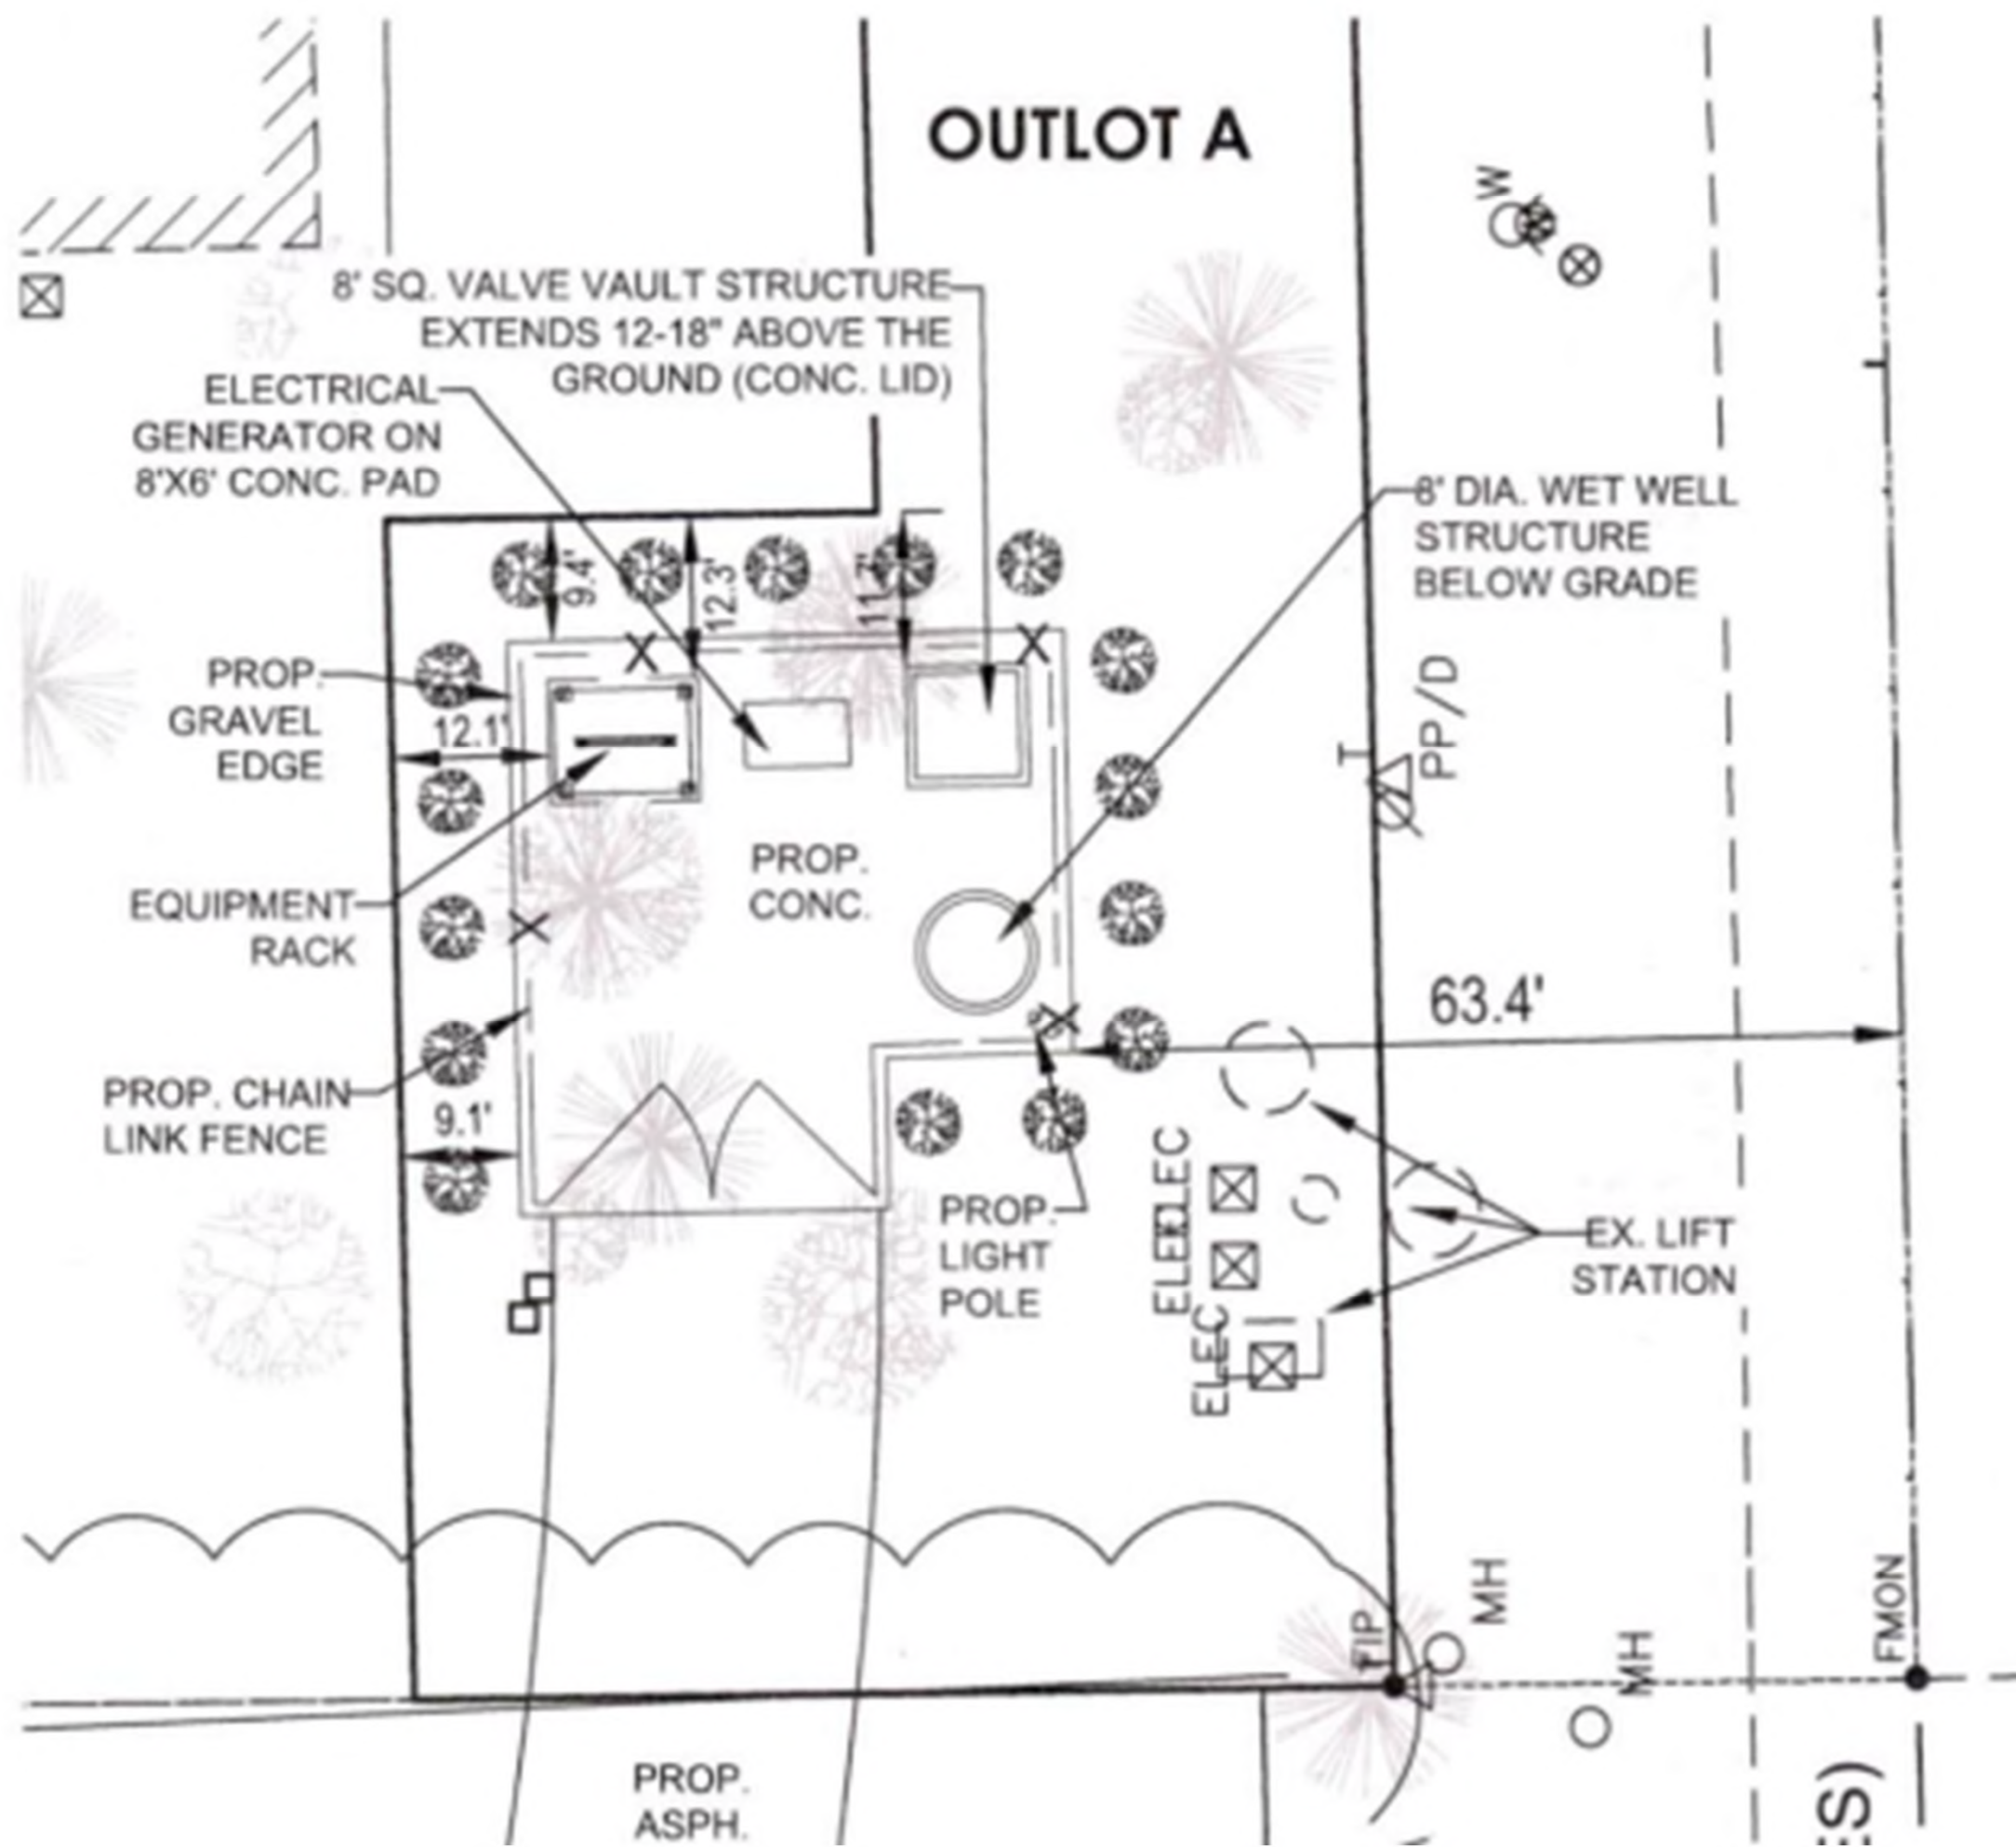 OUTLOT A
W
8' SQ. VALVE VAULT STRUCTURE
EXTENDS 12-18" ABOVE THE
GROUND (CONC. LID)
ELECTRICAL
GENERATOR ON
8'X6' CONC. PAD
8' DIA. WET WELL
STRUCTURE
BELOW GRADE
9.4'
12.3'
11.7'
PROP.
GRAVEL
EDGE
12.1'
PP/D
PROP.
CONC.
EQUIPMENT
RACK
63.4'
PROP. CHAIN
LINK FENCE
9.1'
PROP.
LIGHT
POLE
ELEC
ELEC
ELEC
EX. LIFT
STATION
FIP
MH
MH
FMON
PROP.
ASPH.
ES)